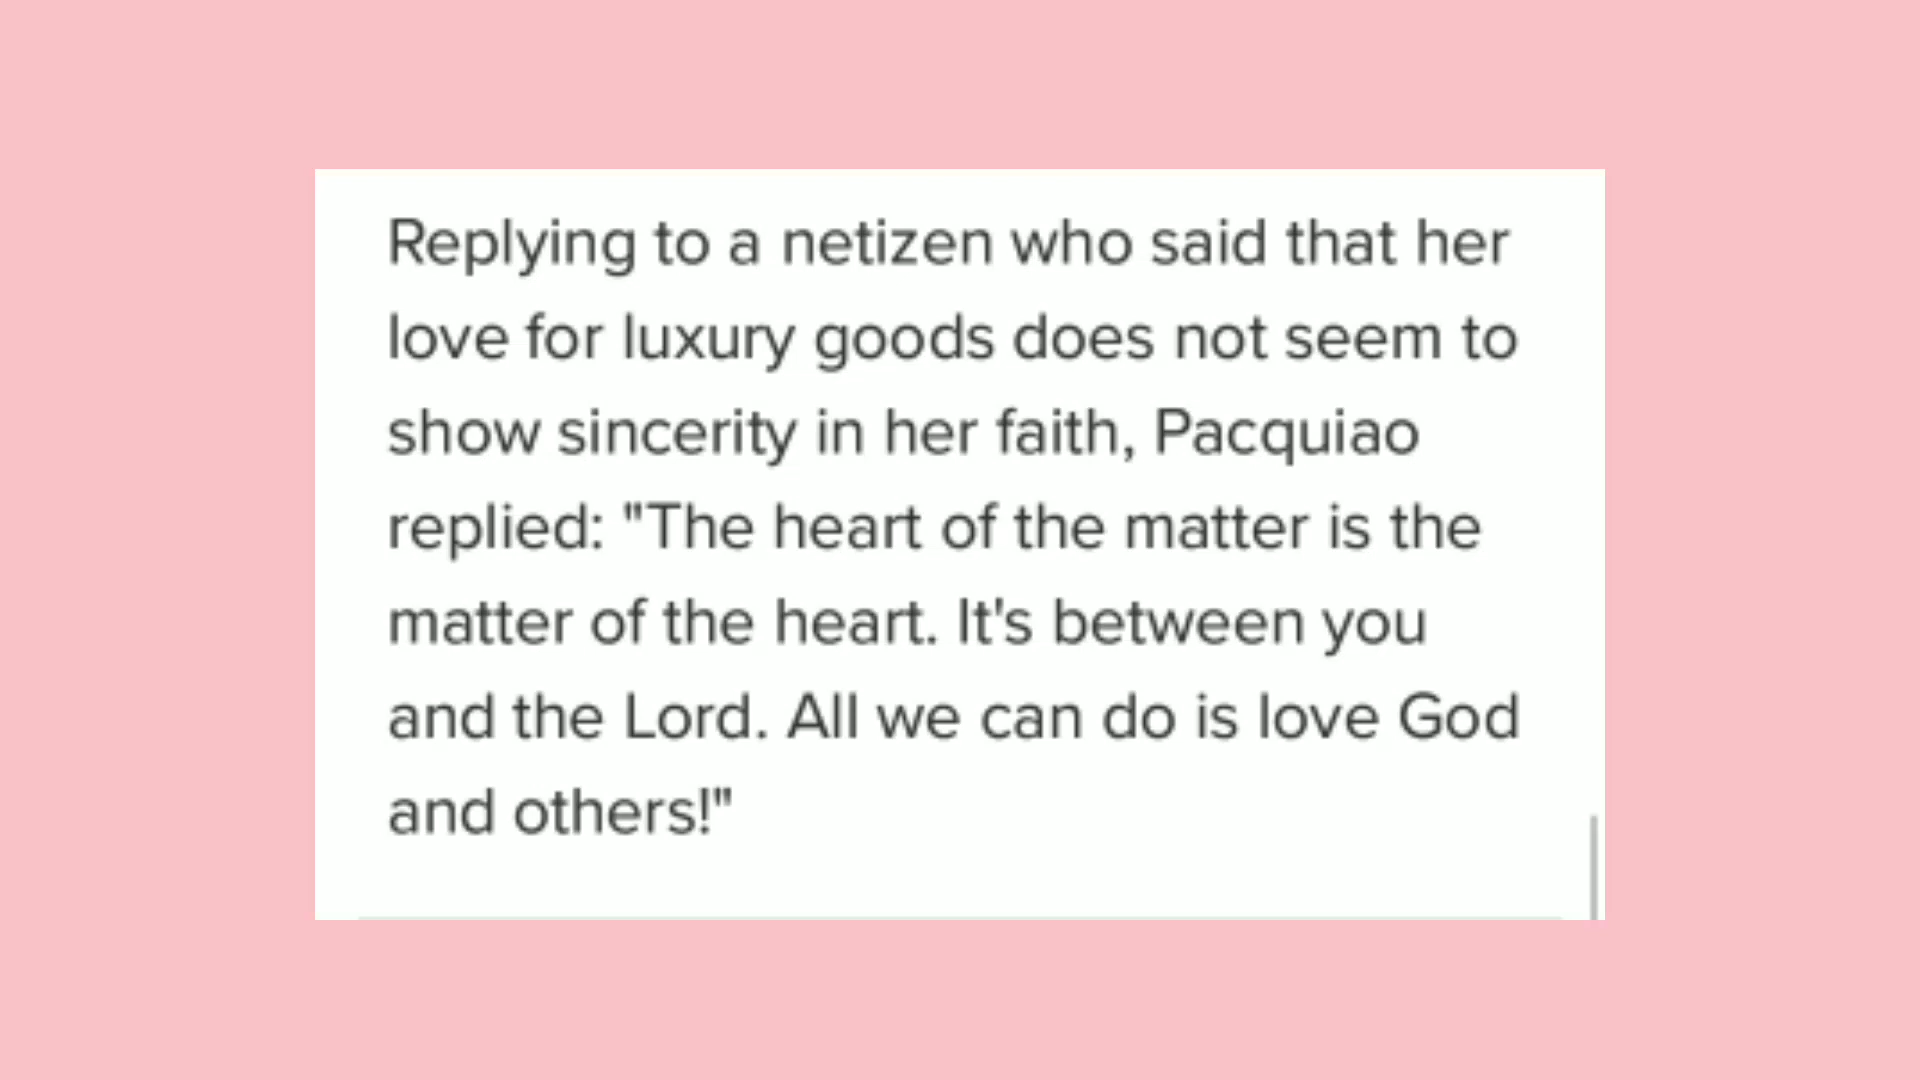 Replying to a netizen who said that her
love for luxury goods does not seem to
show sincerity in her faith, Pacquiao
replied: "The heart of the matter is the
matter of the heart. It's between you
and the Lord. All we can do is love God
and others!"